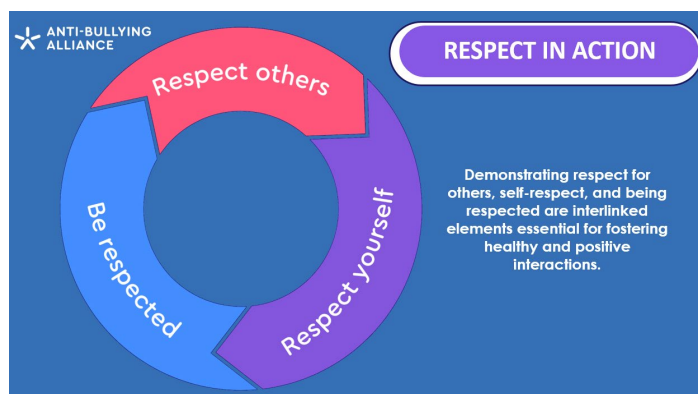 ANTI-BULLYING
ALLIANCE
RESPECT IN ACTION
Respect others
Respect yourself
Be respected
Demonstrating respect for
others, self-respect, and being
respected are interlinked
elements essential for fostering
healthy and positive
interactions.